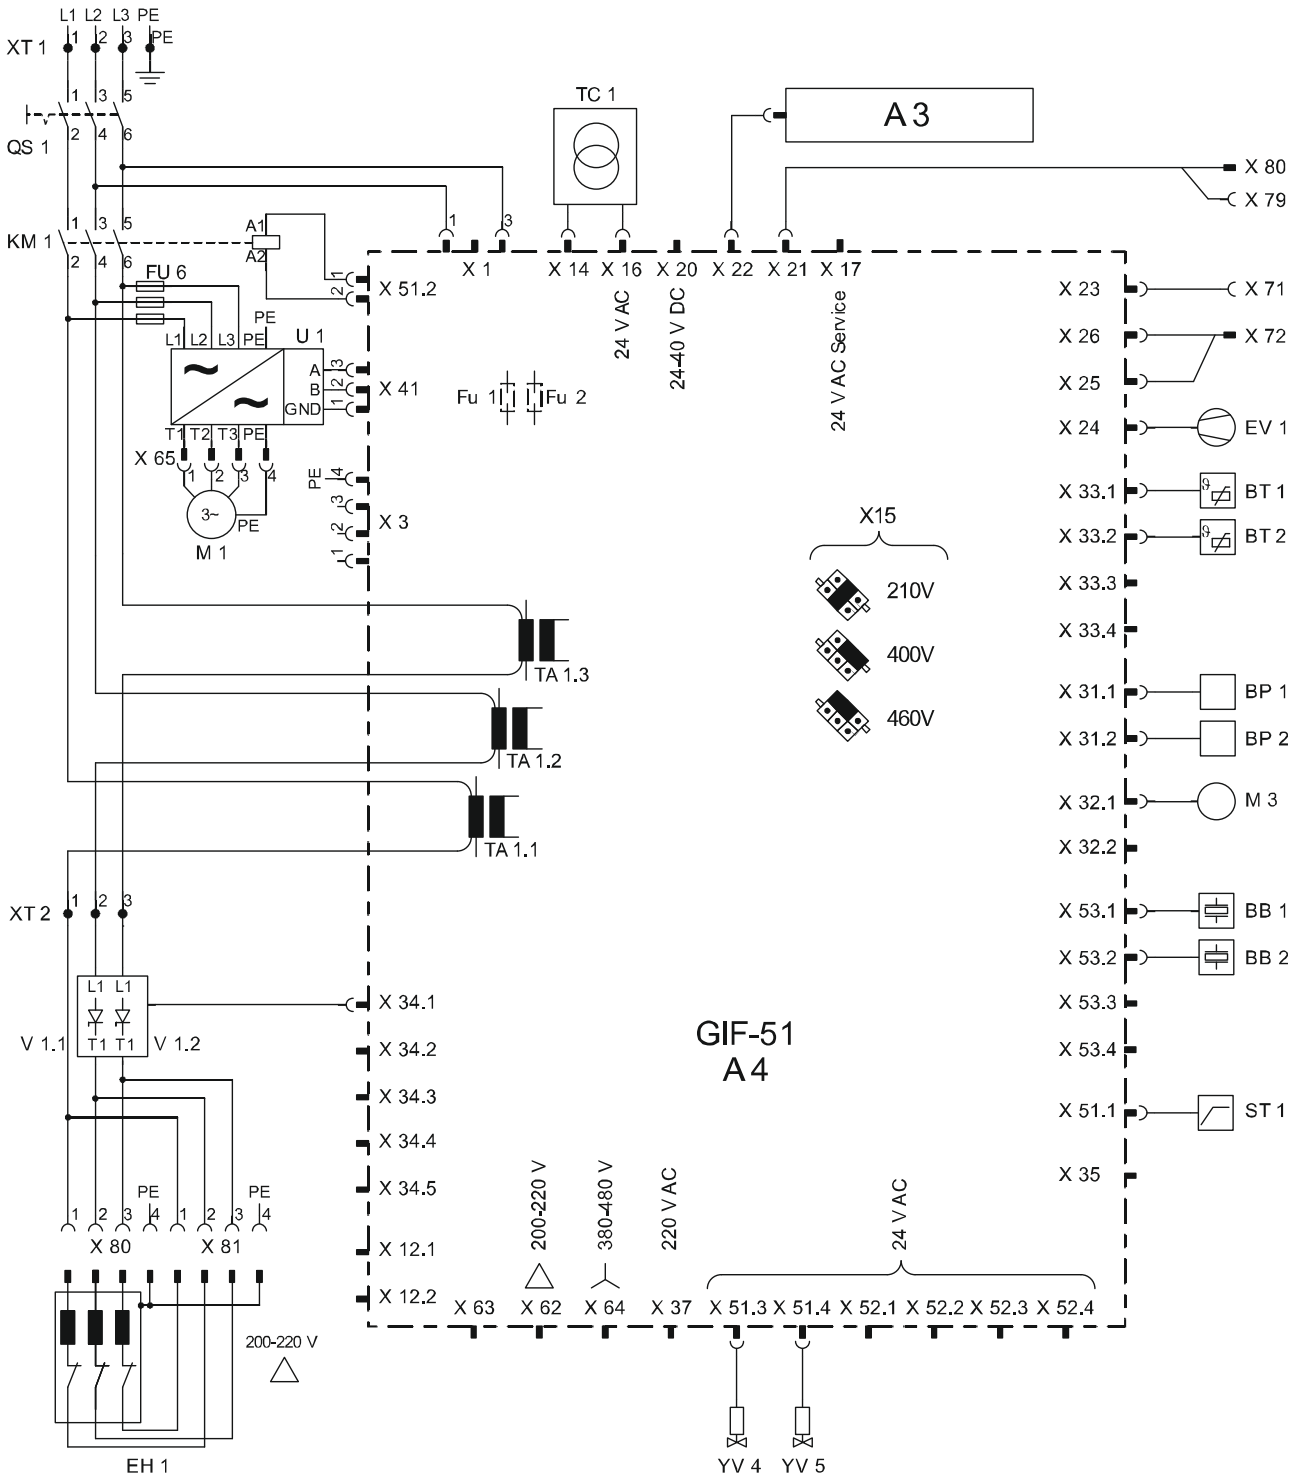 L1 L2 L3 PE
XT 1
1 2 3 PE
1 3 5
QS 1
2 4 6
TC 1
A 3
X 80
X 79
1 3
KM 1
1 3 5
A1
A2
2 4 6
FU 6
1
2
X 51.2
X 1
X 14
X 16
X 20
X 22
X 21
X 17
24 V AC
24-40 V DC
24 V AC Service
X 23
X 71
X 26
X 72
X 25
X 24
EV 1
U 1
PE
L1 L2 L3 PE
A 3
B 2
GND 1
X 41
T1 T2 T3 PE
X 65
1 2 3 4
3~
PE
M 1
Fu 1
Fu 2
PE 4
3
2
1
X 3
X15
210V
400V
460V
X 33.1
ϑ
BT 1
X 33.2
ϑ
BT 2
X 33.3
X 33.4
X 31.1
BP 1
X 31.2
BP 2
X 32.1
M 3
X 32.2
TA 1.3
TA 1.2
TA 1.1
X 53.1
BB 1
X 53.2
BB 2
X 53.3
X 53.4
X 51.1
ST 1
X 35
XT 2
1 2 3
L1 L1
T1 T1
V 1.1
V 1.2
X 34.1
X 34.2
X 34.3
X 34.4
X 34.5
X 12.1
X 12.2
GIF-51
A 4
200-220 V
380-480 V
220 V AC
24 V AC
PE
PE
1 2 3 4 1 2 3 4
X 80
X 81
X 63
X 62
X 64
X 37
X 51.3
X 51.4
X 52.1
X 52.2
X 52.3
X 52.4
200-220 V
EH 1
YV 4
YV 5